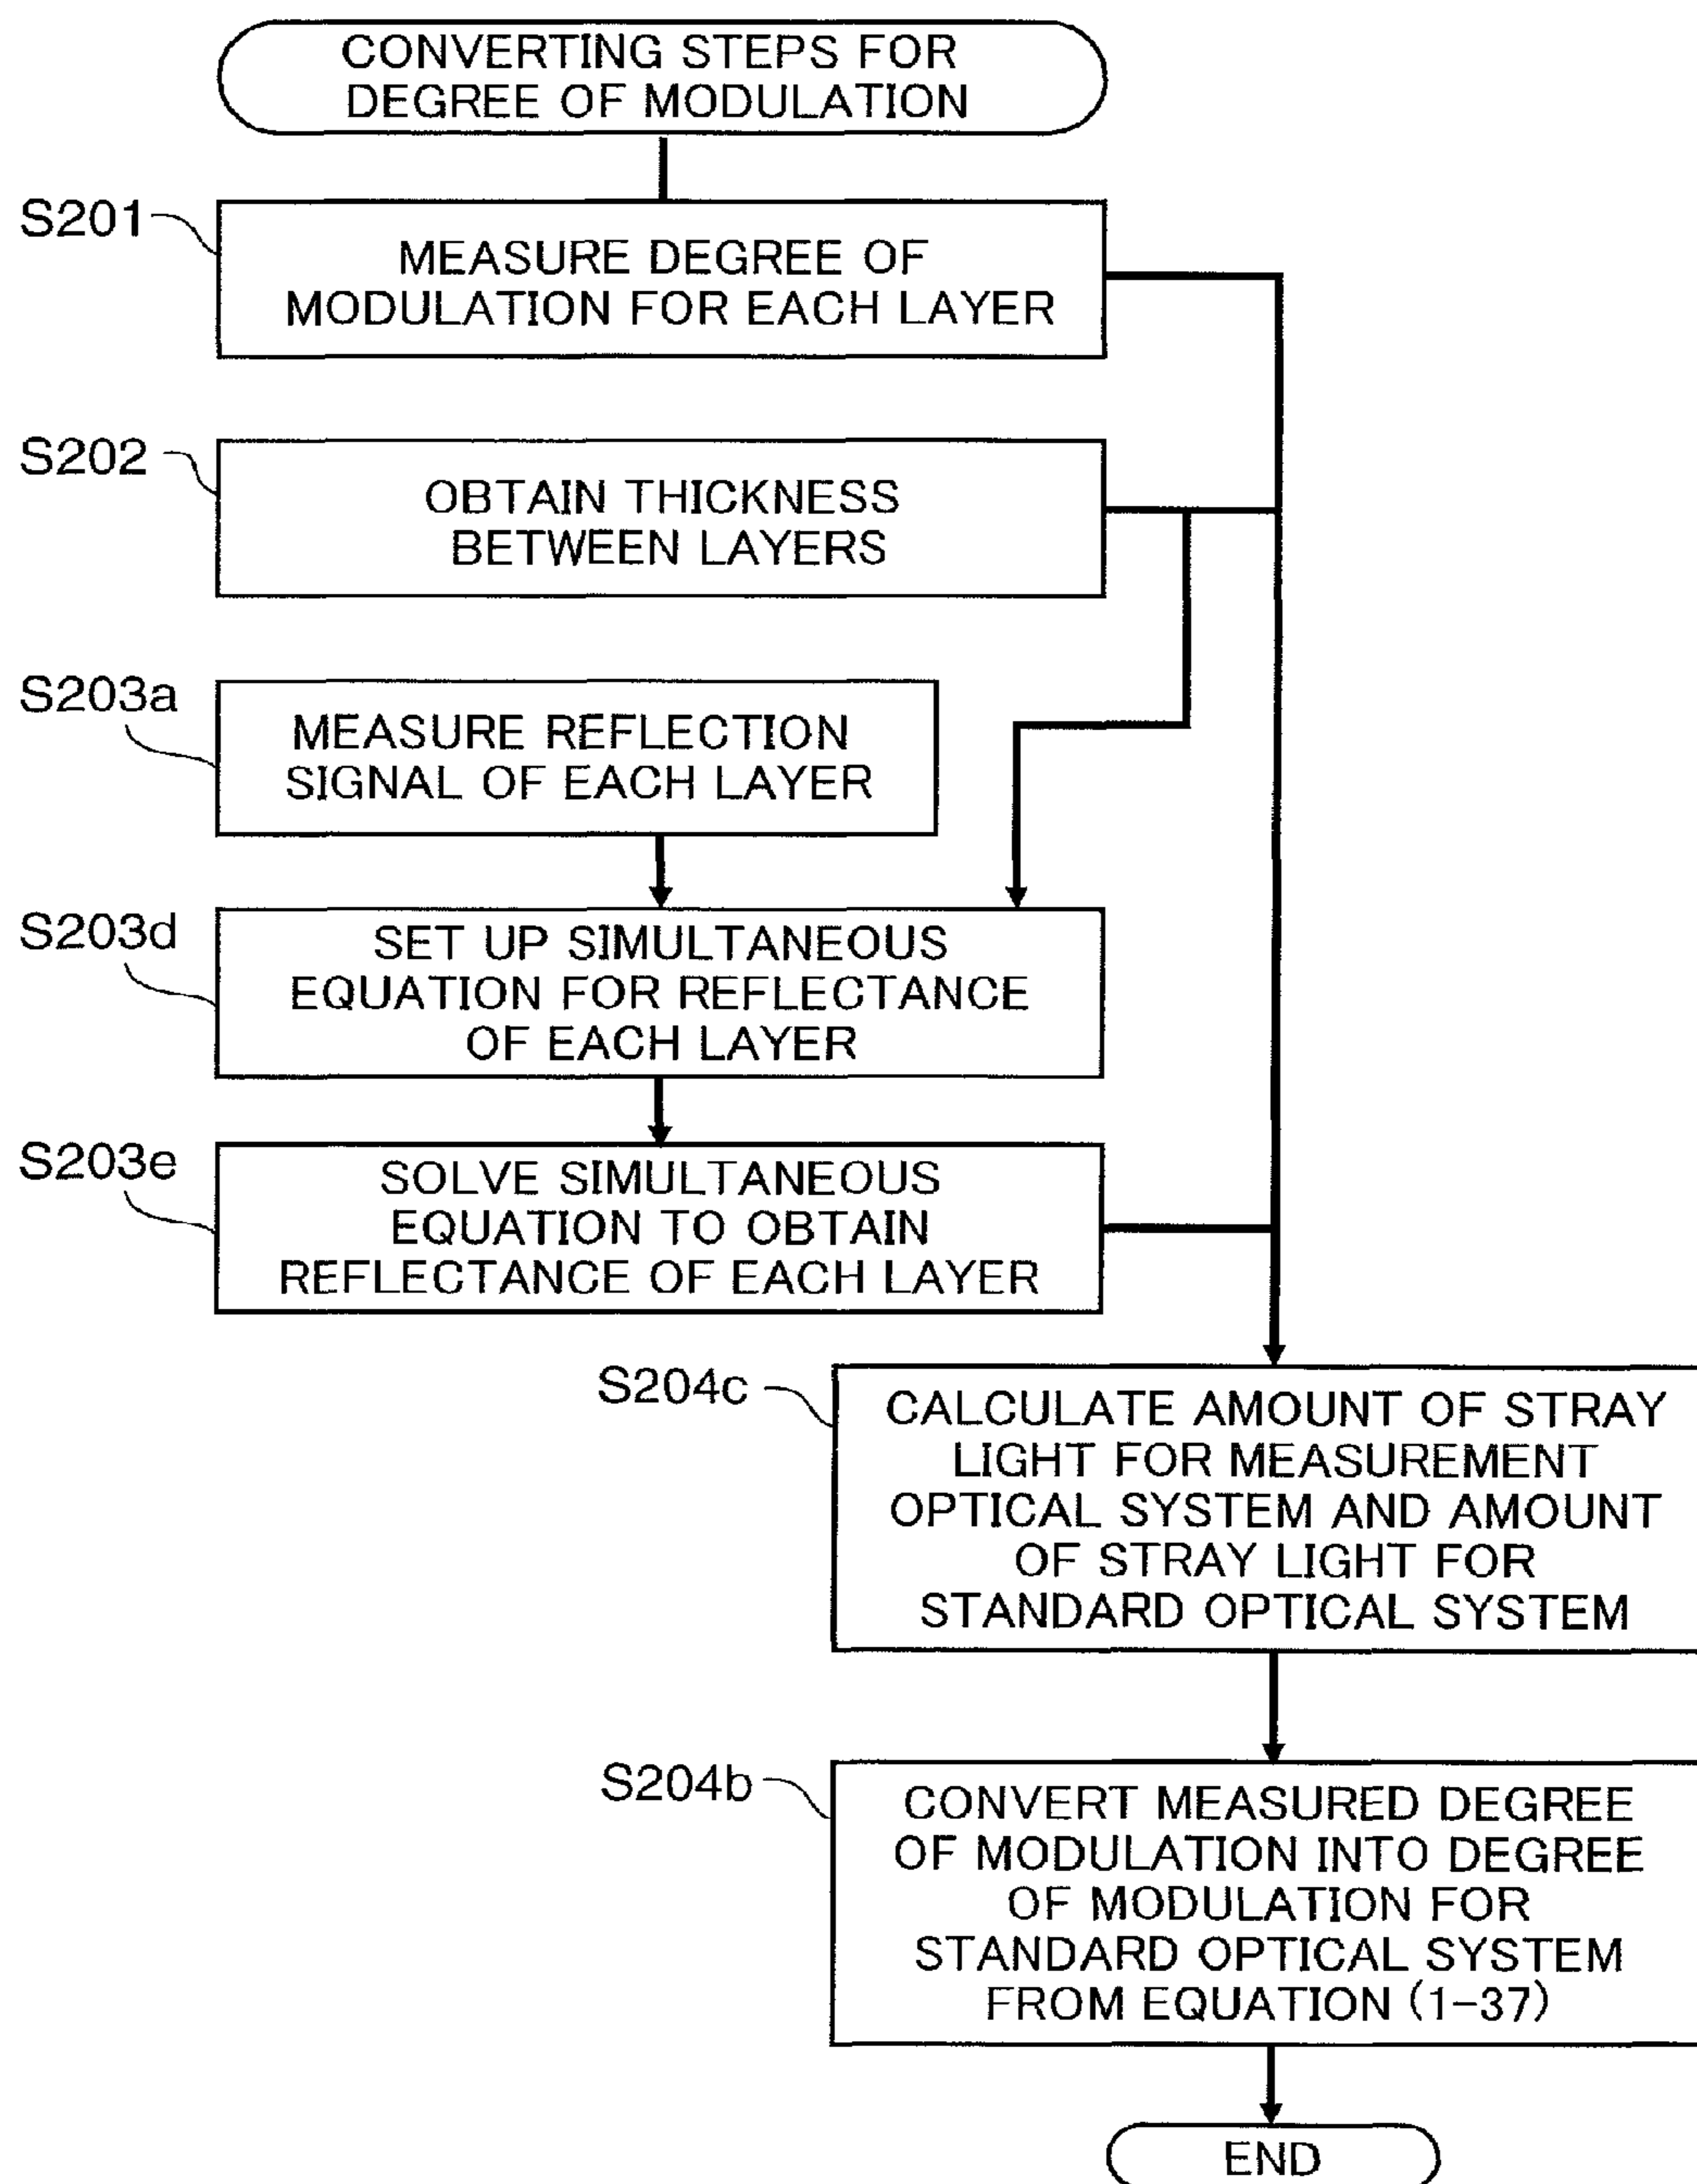 CONVERTING STEPS FOR
DEGREE OF MODULATION
S201
MEASURE DEGREE OF
MODULATION FOR EACH LAYER
S202
OBTAIN THICKNESS
BETWEEN LAYERS
S203a
MEASURE REFLECTION
SIGNAL OF EACH LAYER
S203d
SET UP SIMULTANEOUS
EQUATION FOR REFLECTANCE
OF EACH LAYER
S203e
SOLVE SIMULTANEOUS
EQUATION TO OBTAIN
REFLECTANCE OF EACH LAYER
S204c
CALCULATE AMOUNT OF STRAY
LIGHT FOR MEASUREMENT
OPTICAL SYSTEM AND AMOUNT
OF STRAY LIGHT FOR
STANDARD OPTICAL SYSTEM
S204b
CONVERT MEASURED DEGREE
OF MODULATION INTO DEGREE
OF MODULATION FOR
STANDARD OPTICAL SYSTEM
FROM EQUATION (1-37)
END